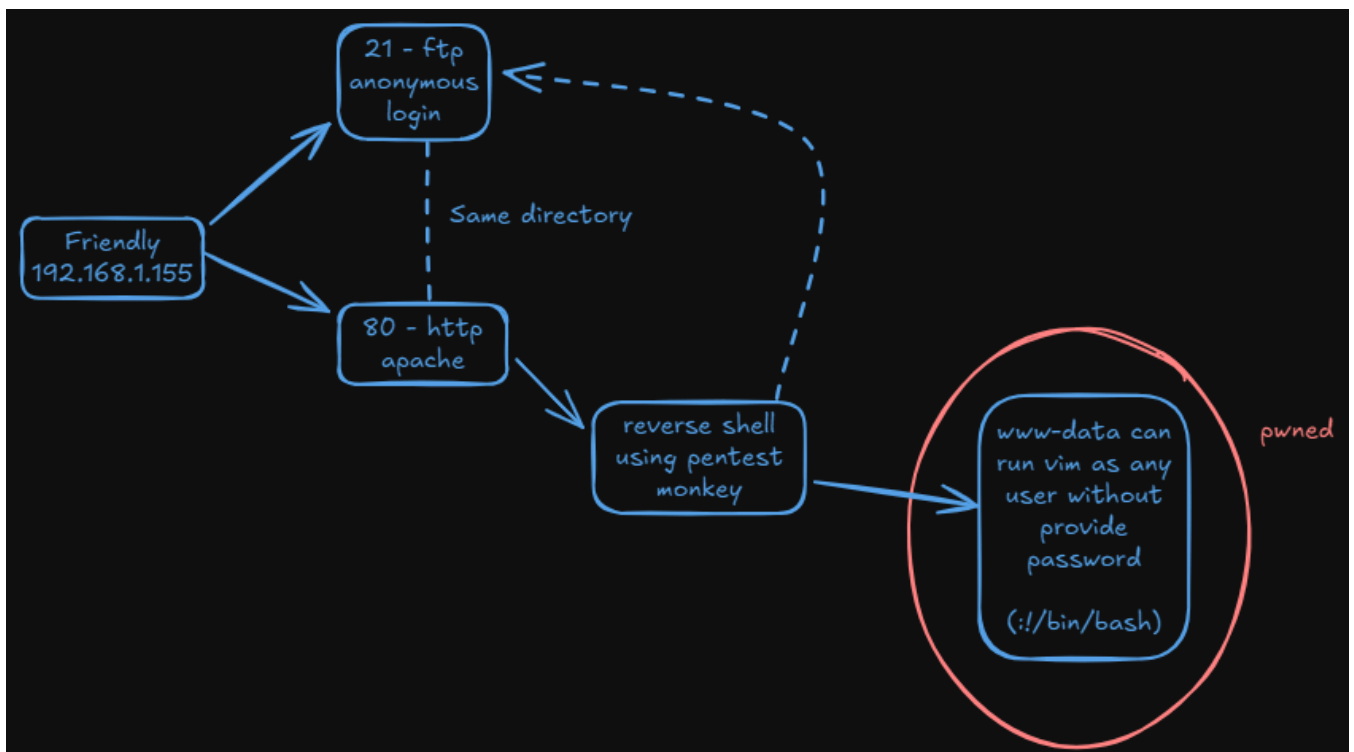 21 - ftp
anonymous
login
Same directory
Friendly
192.168.1.155
80 - http
apache
reverse shell
using pentest
monkey
www-data can
run vim as any
user without
provide
password
(:!/bin/bash)
pwned